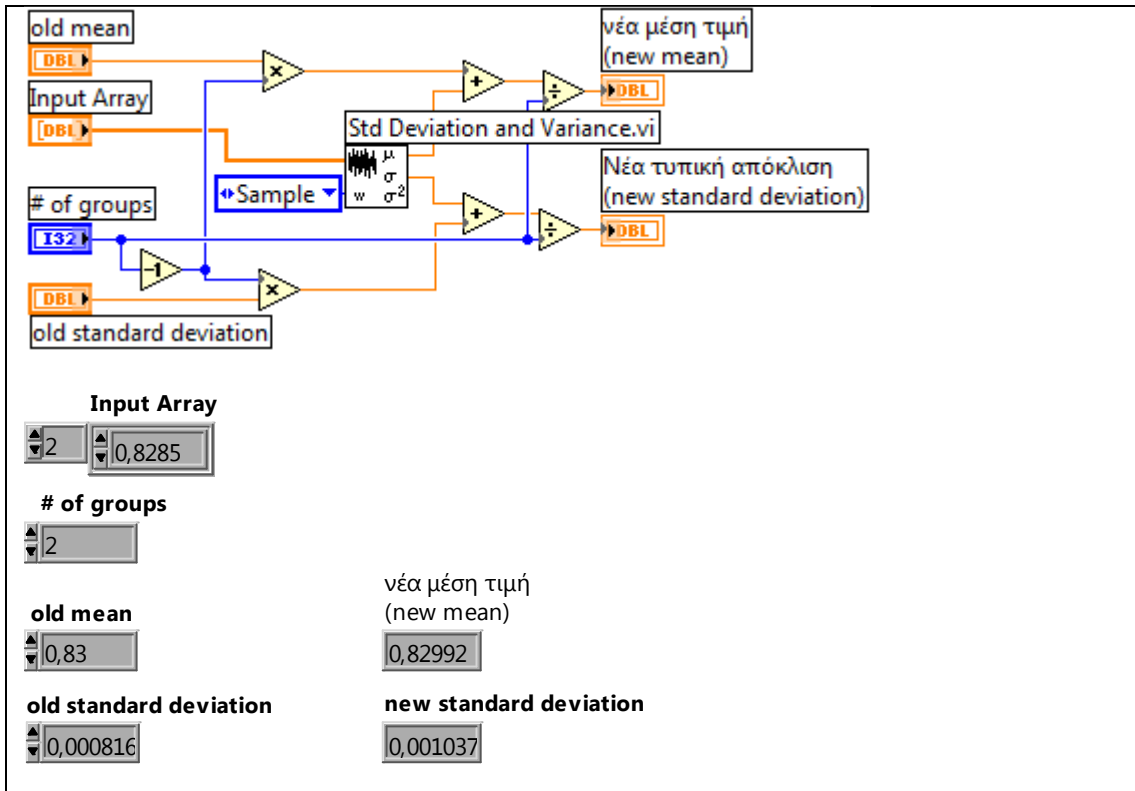 old mean
DBL
Input Array
[DBL]
# of groups
I32
-1
DBL
old standard deviation
×
×
Sample
Std Deviation and Variance.vi
μ
σ
w σ²
+
+
÷
÷
νέα μέση τιμή
(new mean)
DBL
Νέα τυπική απόκλιση
(new standard deviation)
DBL
Input Array
2 0,8285
# of groups
2
old mean
0,83
νέα μέση τιμή
(new mean)
0,82992
old standard deviation
0,000816
new standard deviation
0,001037